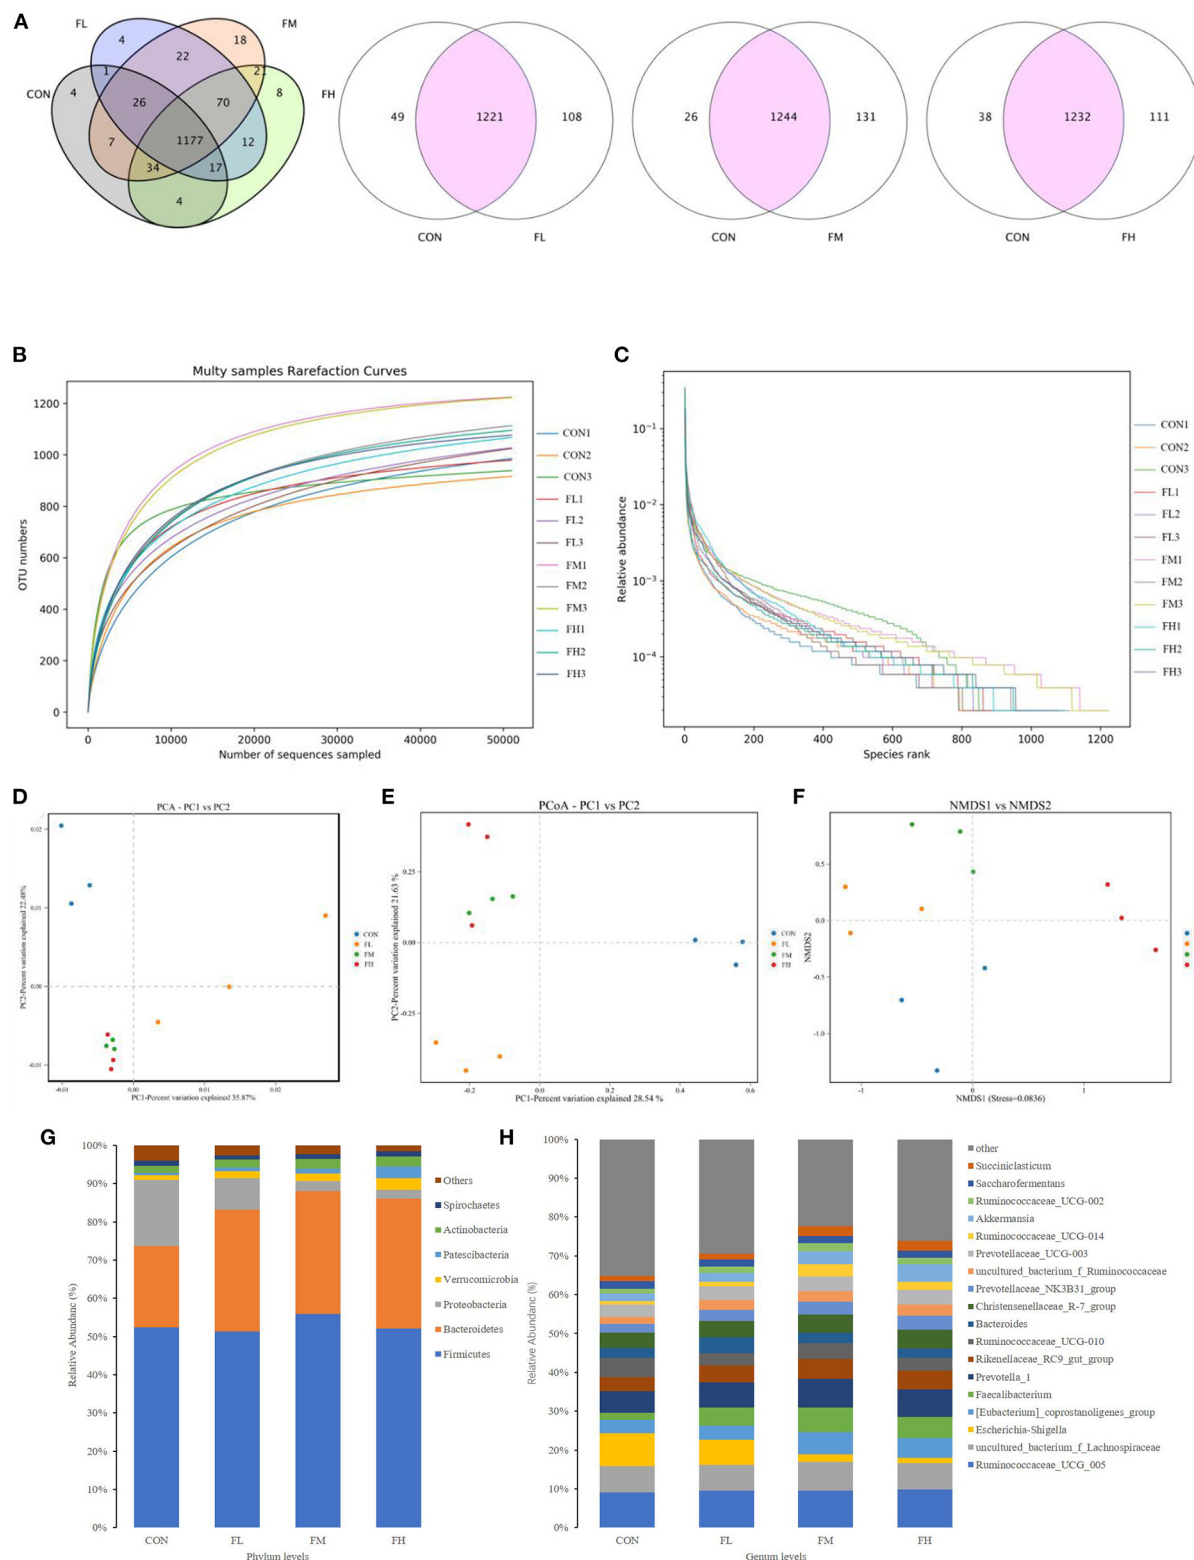 A
FL
FM
CON
FH
4
18
22
1
21
4
8
26
70
7
1177
12
34
17
4
49
1221
108
CON
FL
26
1244
131
CON
FM
38
1232
111
CON
FH
B
Multy samples Rarefaction Curves
OTU numbers
1200
1000
800
600
400
200
0
0 10000 20000 30000 40000 50000
Number of sequences sampled
CON1
CON2
CON3
FL1
FL2
FL3
FM1
FM2
FM3
FH1
FH2
FH3
C
Relative abundance
10⁻¹
10⁻²
10⁻³
10⁻⁴
0 200 400 600 800 1000 1200
Species rank
CON1
CON2
CON3
FL1
FL2
FL3
FM1
FM2
FM3
FH1
FH2
FH3
D
PCA - PC1 vs PC2
PC2-Percent variation explained 22.48%
0.02
0.01
0.00
-0.01
-0.01 0.00 0.01 0.02
PC1-Percent variation explained 35.87%
CON
FL
FM
FH
E
PCoA - PC1 vs PC2
PC2-Percent variation explained 21.63 %
0.25
0.00
-0.25
-0.2 0.0 0.2 0.4 0.6
PC1-Percent variation explained 28.54 %
CON
FL
FM
FH
F
NMDS1 vs NMDS2
NMDS2
0.5
0.0
-0.5
-1.0
-1 0 1
NMDS1 (Stress=0.0836)
G
Relative Abundanc (%)
100%
90%
80%
70%
60%
50%
40%
30%
20%
10%
0%
CON FL FM FH
Phylum levels
Others
Spirochaetes
Actinobacteria
Patescibacteria
Verrucomicrobia
Proteobacteria
Bacteroidetes
Firmicutes
H
Relative Abundanc (%)
100%
90%
80%
70%
60%
50%
40%
30%
20%
10%
0%
CON FL FM FH
Genum levels
other
Succiniclasticum
Saccharofermentans
Ruminococcaceae_UCG-002
Akkermansia
Ruminococcaceae_UCG-014
Prevotellaceae_UCG-003
uncultured_bacterium_f_Ruminococcaceae
Prevotellaceae_NK3B31_group
Christensenellaceae_R-7_group
Bacteroides
Ruminococcaceae_UCG-010
Rikenellaceae_RC9_gut_group
Prevotella_1
Faecalibacterium
[Eubacterium]_coprostanoligenes_group
Escherichia-Shigella
uncultured_bacterium_f_Lachnospiraceae
Ruminococcaceae_UCG_005